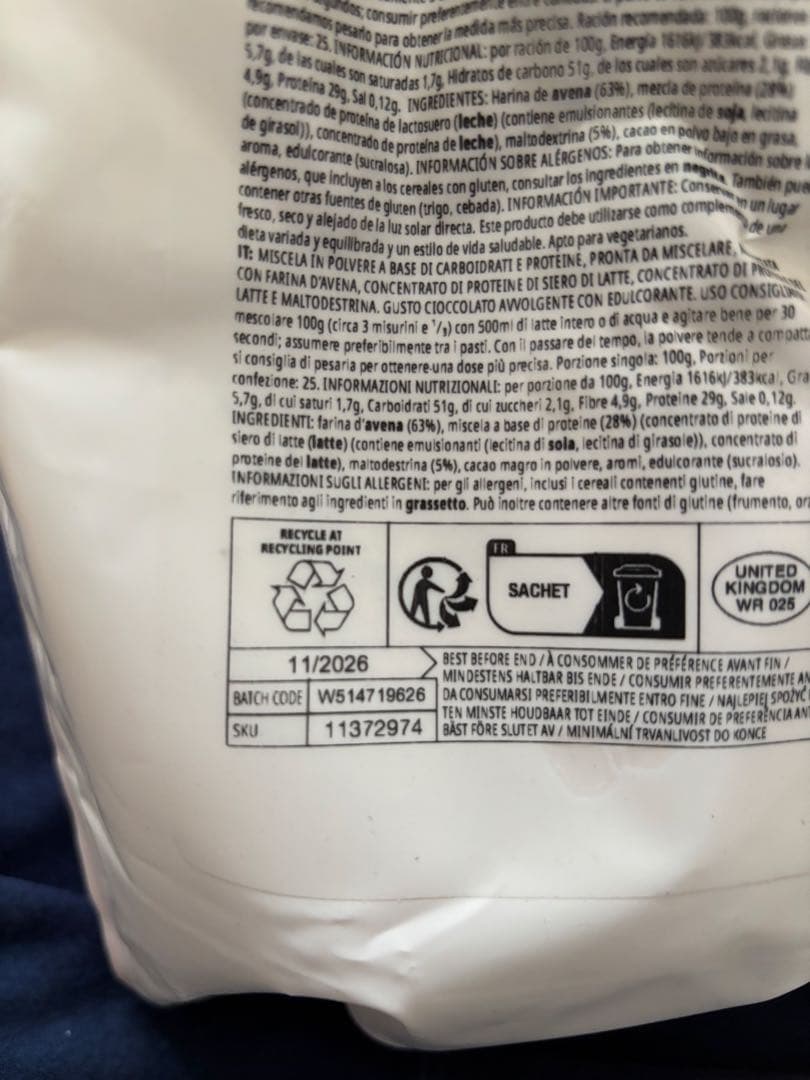 consumir
recomendamos pesarlo para obtener la medida más precisa. Ración recomendada: 100g,
por envase: 25. INFORMACIÓN NUTRICIONAL: por ración de 100g, Energía 1616kJ/383kcal, Grasas
5,7g, de las cuales son saturadas 1,7g, Hidratos de carbono 51g, de los cuales son azúcares 2,1g,
4,9g, Proteína 29g, Sal 0,12g. INGREDIENTES: Harina de avena (63%), mezcla de proteína (28%)
(concentrado de proteína de lactosuero (leche) (contiene emulsionantes (lecitina de soja, lecitina
de girasol)), concentrado de proteína de leche), maltodextrina (5%), cacao en polvo bajo en grasa,
aroma, edulcorante (sucralosa). INFORMACIÓN SOBRE ALÉRGENOS: Para obtener información sobre
alérgenos, que incluyen a los cereales con gluten, consultar los ingredientes en negrita. También
contener otras fuentes de gluten (trigo, cebada). INFORMACIÓN IMPORTANTE: en un lugar
fresco, seco y alejado de la luz solar directa. Este producto debe utilizarse como de una
dieta variada y equilibrada y un estilo de vida saludable. Apto para vegetarianos.
IT: MISCELA IN POLVERE A BASE DI CARBOIDRATI E PROTEINE, PRONTA DA MISCELARE,
CON FARINA D'AVENA, CONCENTRATO DI PROTEINE DI SIERO DI LATTE, CONCENTRATO DI
LATTE E MALTODESTRINA. GUSTO CIOCCOLATO AVVOLGENTE CON EDULCORANTE. USO
mescolare 100g (circa 3 misurini e 1/3) con 500ml di latte intero o di acqua e agitare bene per 30
secondi; assumere preferibilmente tra i pasti. Con il passare del tempo, la polvere tende a
si consiglia di pesarla per ottenere una dose più precisa. Porzione singola: 100g, Porzioni per
confezione: 25. INFORMAZIONI NUTRIZIONALI: per porzione da 100g, Energia 1616kJ/383kcal,
5,7g, di cui saturi 1,7g, Carboidrati 51g, di cui zuccheri 2,1g, Fibre 4,9g, Proteine 29g, Sale 0,12g.
INGREDIENTI: farina d'avena (63%), miscela a base di proteine (28%) (concentrato di proteine di
siero di latte (latte) (contiene emulsionanti (lecitina di soia, lecitina di girasole)), concentrato di
proteine del latte), maltodestrina (5%), cacao magro in polvere, aromi, edulcorante (sucralosio).
INFORMAZIONI SUGLI ALLERGENI: per gli allergeni, inclusi i cereali contenenti glutine, fare
riferimento agli ingredienti in grassetto. Può inoltre contenere altre fonti di glutine (frumento,
RECYCLE AT
RECYCLING POINT
FR
SACHET
UNITED
KINGDOM
WR 025
11/2026
BATCH CODE W514719626
SKU 11372974
BEST BEFORE END / À CONSOMMER DE PRÉFÉRENCE AVANT FIN /
MINDESTENS HALTBAR BIS ENDE / CONSUMIR PREFERENTEMENTE
DA CONSUMARSI PREFERIBILMENTE ENTRO FINE / NAJLEPIEJ SPOŻYĆ
TEN MINSTE HOUDBAAR TOT EINDE / CONSUMIR DE PREFERÊNCIA
BÄST FÖRE SLUTET AV / MINIMÁLNÍ TRVANLIVOST DO KONCE